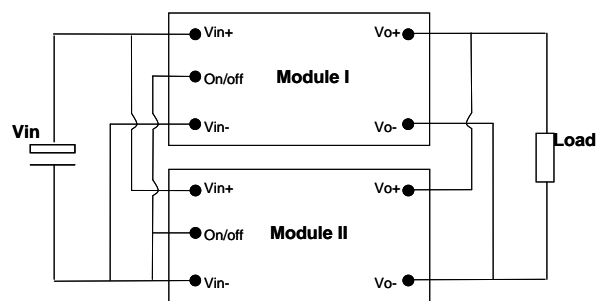 Vin+ Vo+
On/off Module I
Vin- Vo-
Vin Load
Vin+ Vo+
On/off Module II
Vin- Vo-